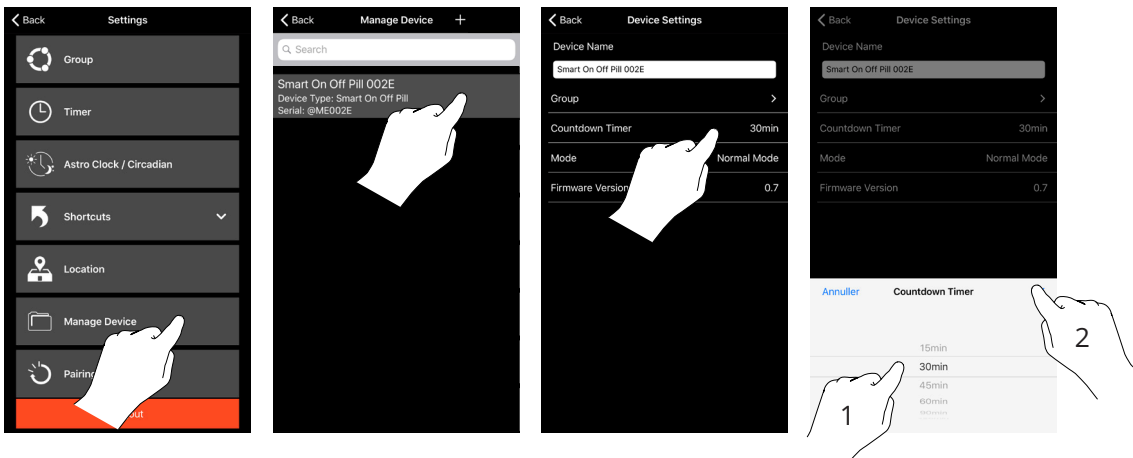 Back Settings
Group
Timer
Astro Clock / Circadian
Shortcuts
Location
Manage Device
Back Manage Device +
Search
Smart On Off Pill 002E
Device Type: Smart On Off Pill
Serial: @ME002E
Back Device Settings
Device Name
Smart On Off Pill 002E
Group
Countdown Timer 30min
Mode Normal Mode
Firmware Version 0.7
Back Device Settings
Device Name
Smart On Off Pill 002E
Group
Countdown Timer 30min
Mode Normal Mode
Firmware Version 0.7
Annuller Countdown Timer
15min
30min
45min
60min
1
2